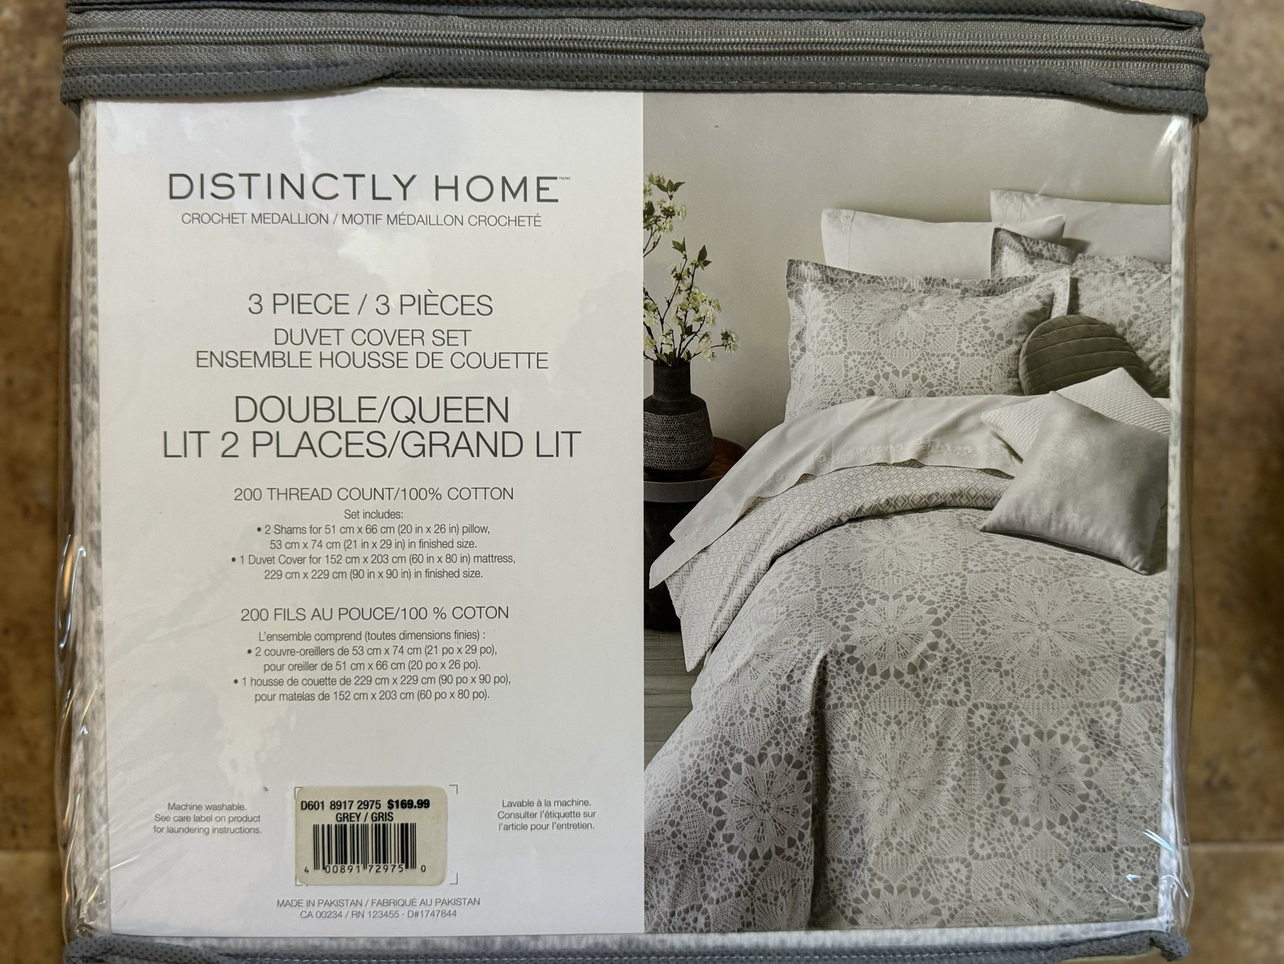 DISTINCTLY HOME™
CROCHET MEDALLION / MOTIF MÉDAILLON CROCHETÉ
3 PIECE / 3 PIÈCES
DUVET COVER SET
ENSEMBLE HOUSSE DE COUETTE
DOUBLE/QUEEN
LIT 2 PLACES/GRAND LIT
200 THREAD COUNT/100% COTTON
Set includes:
• 2 Shams for 51 cm x 66 cm (20 in x 26 in) pillow,
53 cm x 74 cm (21 in x 29 in) in finished size.
• 1 Duvet Cover for 152 cm x 203 cm (60 in x 80 in) mattress,
229 cm x 229 cm (90 in x 90 in) in finished size.
200 FILS AU POUCE/100 % COTON
L'ensemble comprend (toutes dimensions finies) :
• 2 couvre-oreillers de 53 cm x 74 cm (21 po x 29 po),
pour oreiller de 51 cm x 66 cm (20 po x 26 po).
• 1 housse de couette de 229 cm x 229 cm (90 po x 90 po),
pour matelas de 152 cm x 203 cm (60 po x 80 po).
Machine washable.
See care label on product
for laundering instructions.
D601 8917 2975 $169.99
GREY / GRIS
4 00891 72975 0
Lavable à la machine.
Consulter l'étiquette sur
l'article pour l'entretien.
MADE IN PAKISTAN / FABRIQUÉ AU PAKISTAN
CA 00234 / RN 123455 - D#1747844